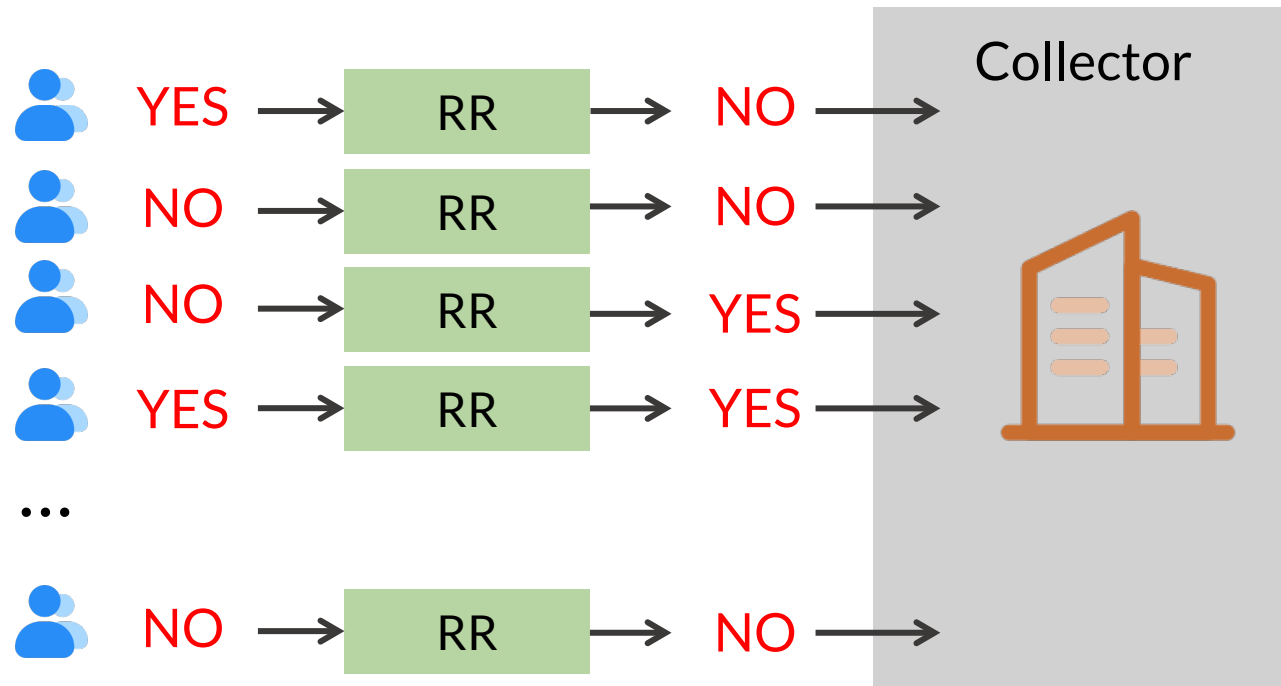 Collector
YES RR NO
NO RR NO
NO RR YES
YES RR YES
...
NO RR NO